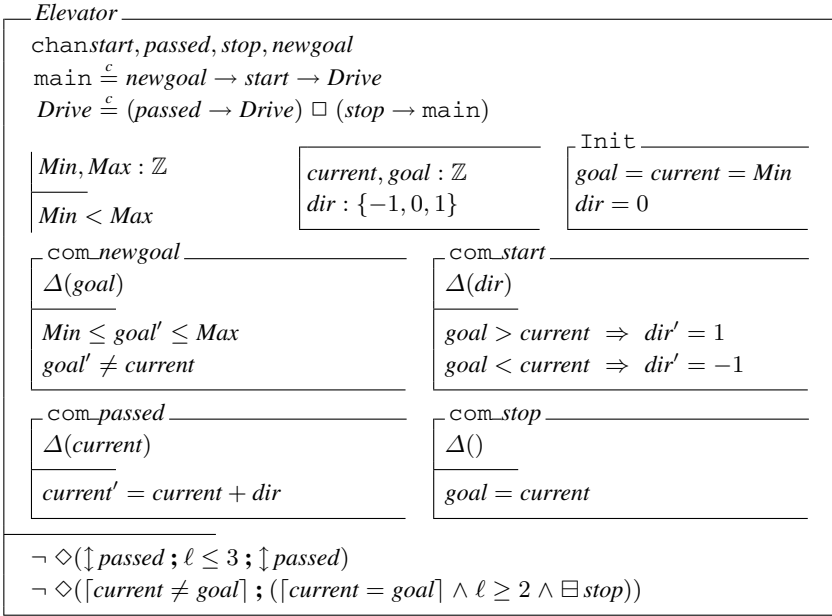 Elevator
chan start, passed, stop, newgoal
main =ᶜ newgoal → start → Drive
Drive =ᶜ (passed → Drive) □ (stop → main)
Min, Max : ℤ
Min < Max
current, goal : ℤ
dir : {−1, 0, 1}
Init
goal = current = Min
dir = 0
com_newgoal
Δ(goal)
Min ≤ goal′ ≤ Max
goal′ ≠ current
com_start
Δ(dir)
goal > current ⇒ dir′ = 1
goal < current ⇒ dir′ = −1
com_passed
Δ(current)
current′ = current + dir
com_stop
Δ()
goal = current
¬ ◇(↕ passed ; ℓ ≤ 3 ; ↕ passed)
¬ ◇(⌈current ≠ goal⌉ ; (⌈current = goal⌉ ∧ ℓ ≥ 2 ∧ ⊟ stop))